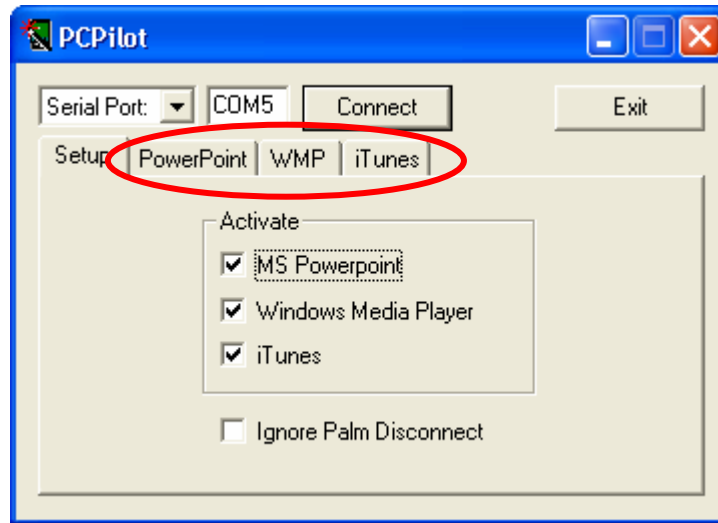 PCPilot
Serial Port: COM5 Connect Exit
Setup PowerPoint WMP iTunes
Activate
MS Powerpoint
Windows Media Player
iTunes
Ignore Palm Disconnect